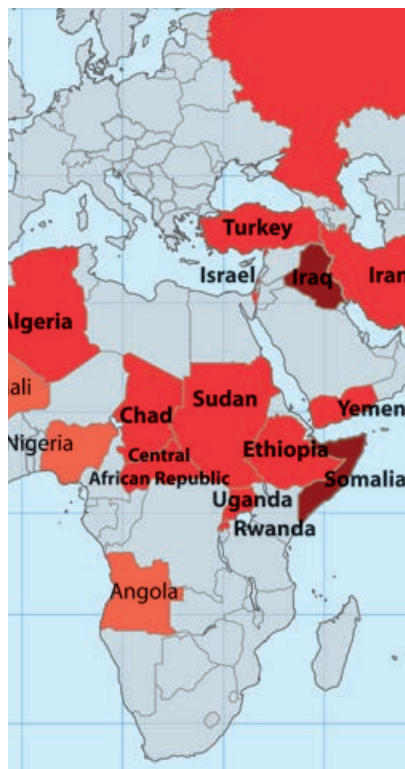 Turkey
Israel
Iraq
Iran
Algeria
ali
Chad
Sudan
Yemen
Nigeria
Central
African Republic
Ethiopia
Somalia
Uganda
Rwanda
Angola